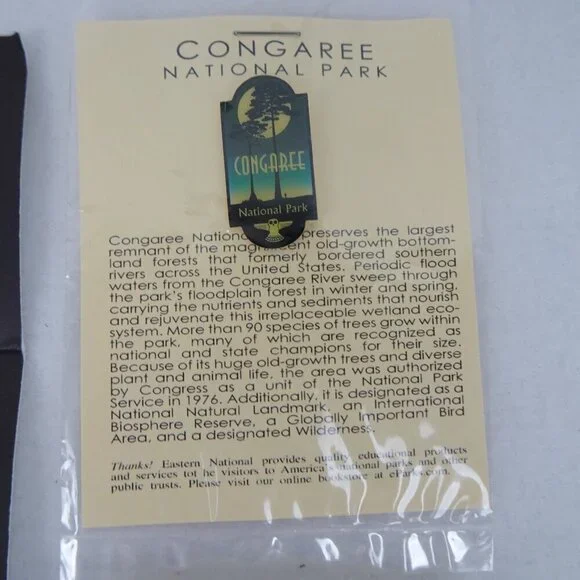 CONGAREE
NATIONAL PARK
CONGAREE
National Park
Congaree National preserves the largest
remnant of the magnificent old-growth bottom-
land forests that formerly bordered southern
rivers across the United States. Periodic flood
waters from the Congaree River sweep through
the park's floodplain forest in winter and spring,
carrying the nutrients and sediments that nourish
and rejuvenate this irreplaceable wetland eco-
system. More than 90 species of trees grow within
the park, many of which are recognized as
national and state champions for their size.
Because of its huge old-growth trees and diverse
plant and animal life, the area was authorized
by Congress as a unit of the National Park
Service in 1976. Additionally, it is designated as a
National Natural Landmark, an International
Biosphere Reserve, a Globally Important Bird
Area, and a designated Wilderness.
Thanks! Eastern National provides quality educational products
and services tot he visitors to America's national parks and other
public trusts. Please visit our online bookstore at eParks.com.